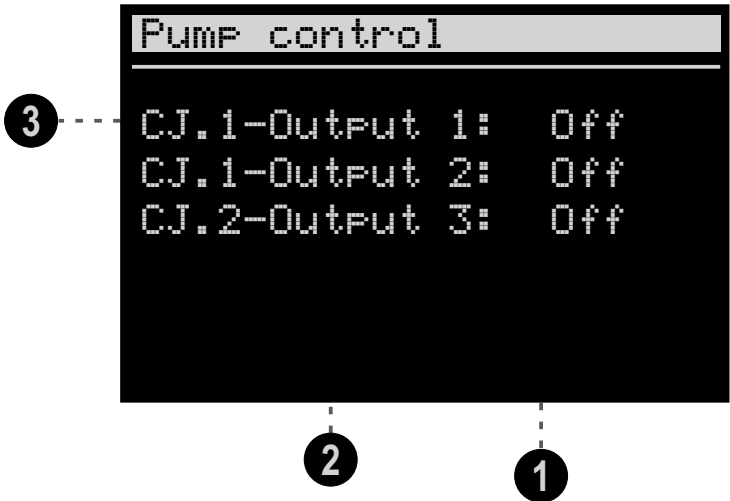 Pump control
3
CJ.1-Output 1: Off
CJ.1-Output 2: Off
CJ.2-Output 3: Off
2
1